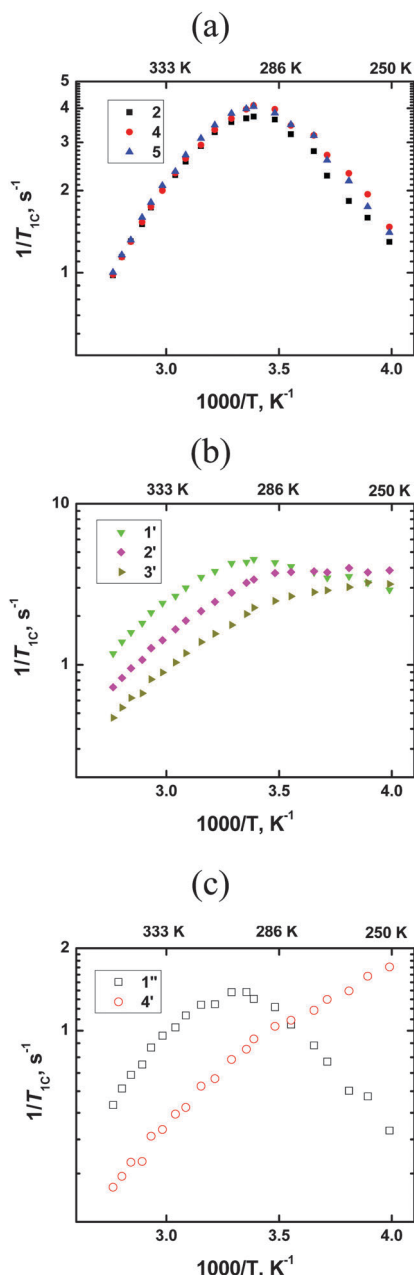 (a)
333 K 286 K 250 K
5
4
3
2
1
2
4
5
1/T1C, s-1
3.0 3.5 4.0
1000/T, K-1
(b)
333 K 286 K 250 K
10
1
1'
2'
3'
1/T1C, s-1
3.0 3.5 4.0
1000/T, K-1
(c)
333 K 286 K 250 K
2
1
1"
4'
1/T1C, s-1
3.0 3.5 4.0
1000/T, K-1